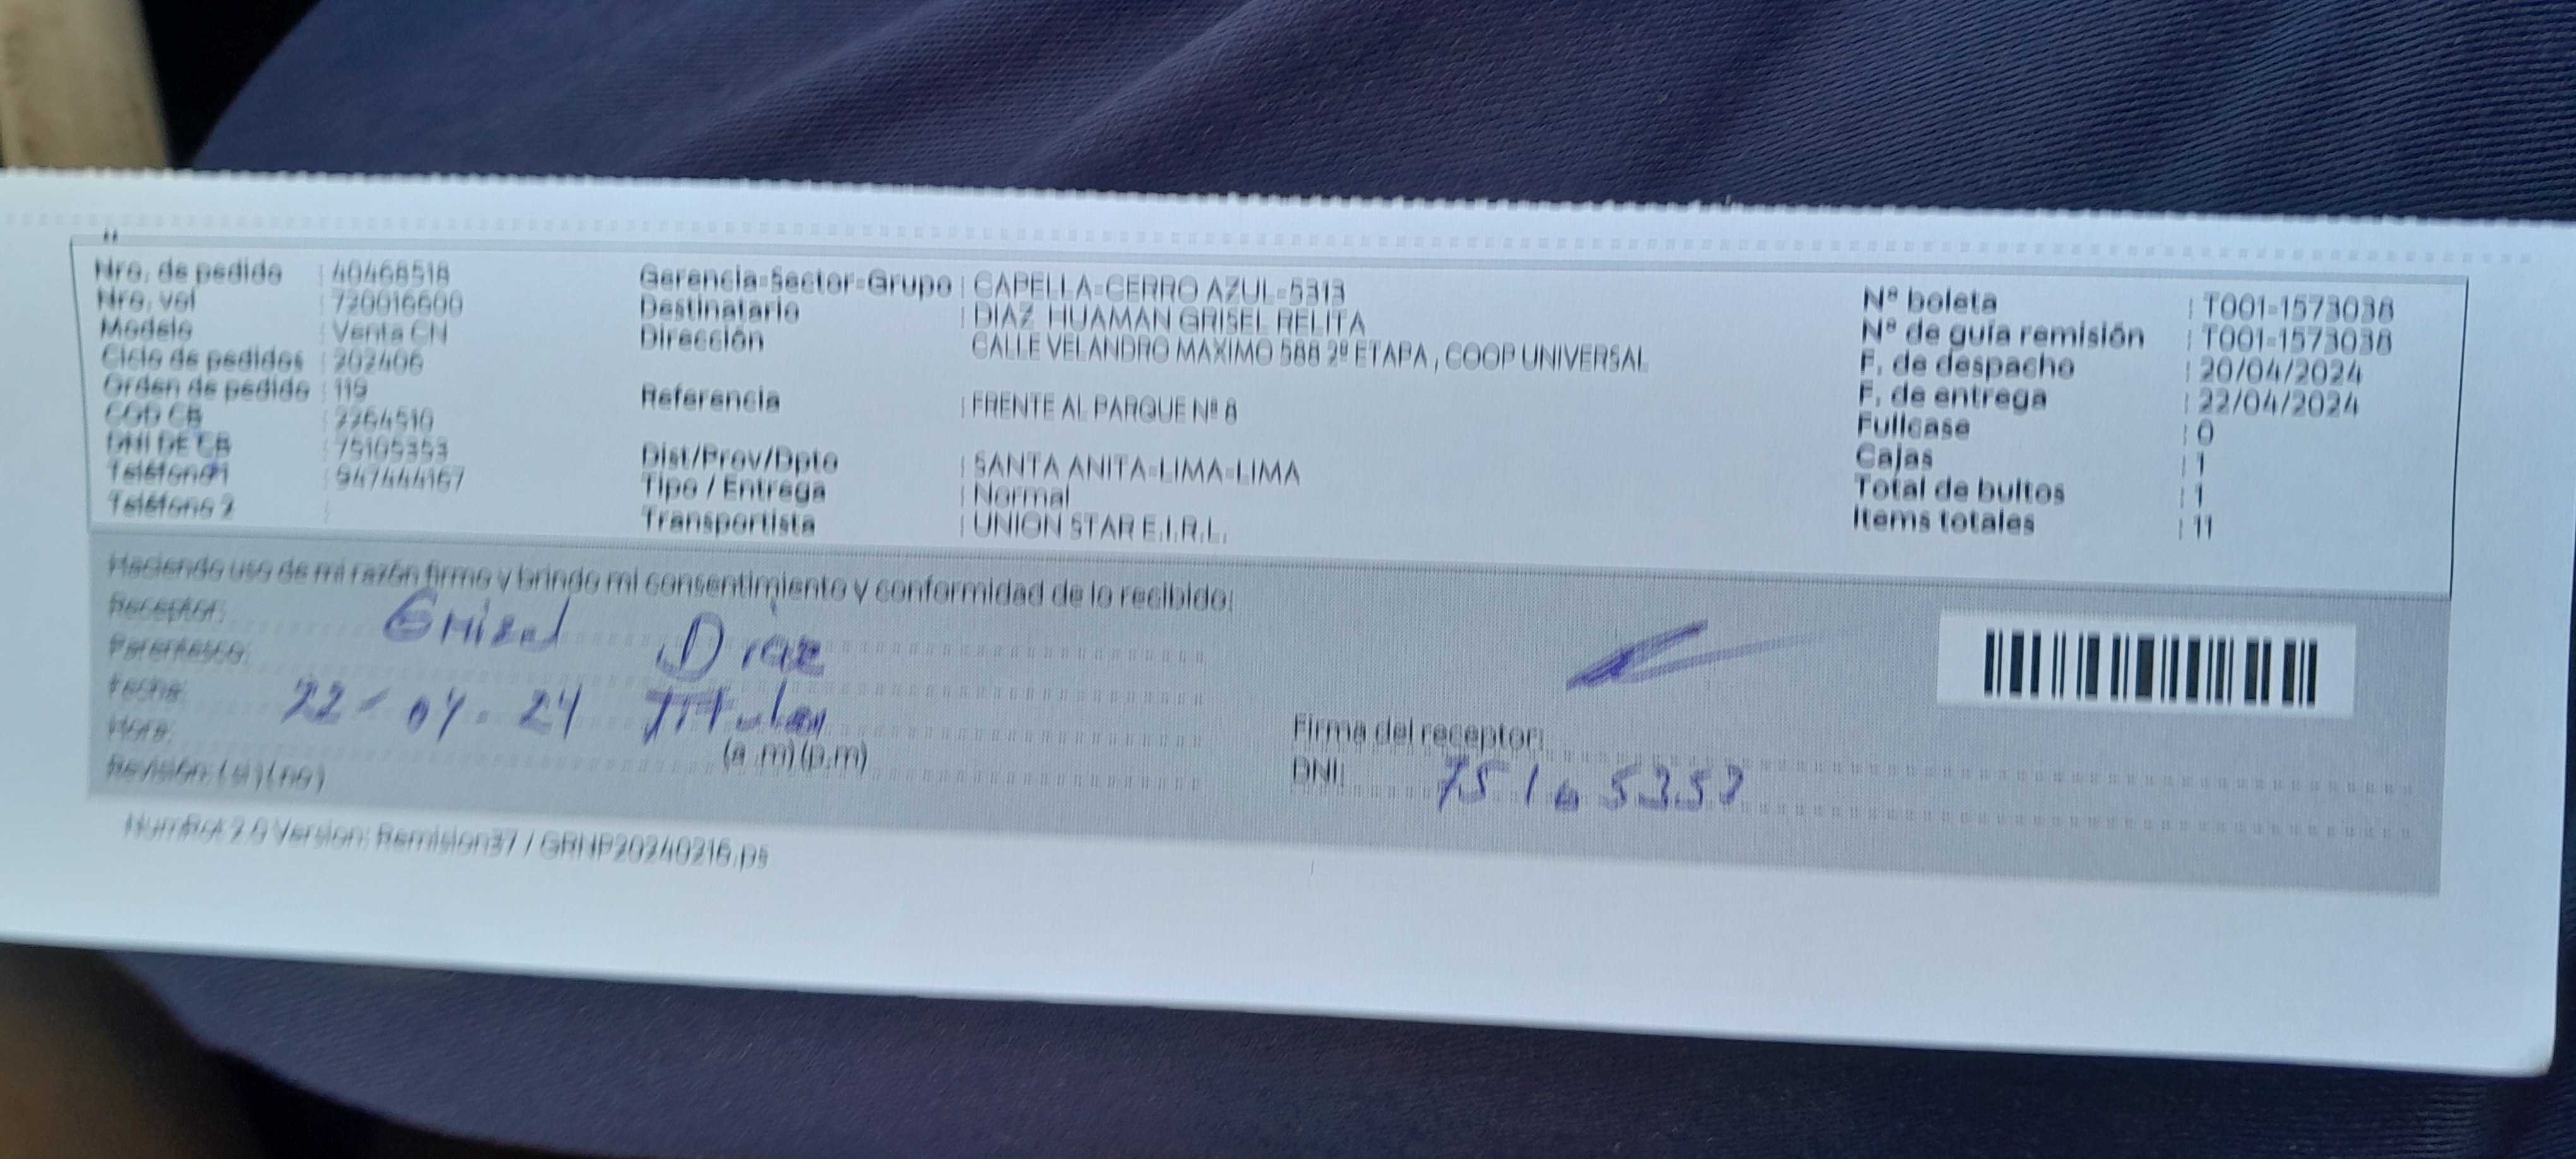 Nro. de pedido : 40468518
Nro. vol : 720016600
Modelo : Venta CN
Ciclo de pedidos : 202406
Orden de pedido : 119
COD CB : 2264510
DNI DE CB : 75105353
Teléfono1 : 947444167
Teléfono 2 :
Gerencia-Sector-Grupo : CAPELLA-CERRO AZUL-5313
Destinatario : DIAZ HUAMAN GRISEL RELITA
Dirección CALLE VELANDRO MAXIMO 588 2º ETAPA , COOP UNIVERSAL
Referencia : FRENTE AL PARQUE Nº 8
Dist/Prov/Dpto : SANTA ANITA-LIMA-LIMA
Tipo / Entrega : Normal
Transportista : UNION STAR E.I.R.L.
Nº boleta : T001-1573038
Nº de guía remisión : T001-1573038
F. de despacho : 20/04/2024
F. de entrega : 22/04/2024
Fullcase : 0
Cajas : 1
Total de bultos : 1
Items totales : 11
Haciendo uso de mi razón firmo y brindo mi consentimiento y conformidad de lo recibido:
Receptor: Grisel Diaz
Parentesco: Titular
Fecha: 22-04-24
Hora: (a.m)(p.m)
Revisión: (si)(no)
Firma del receptor:
DNI: 75105353
Version: Remision37 / GRNP20240216.ps